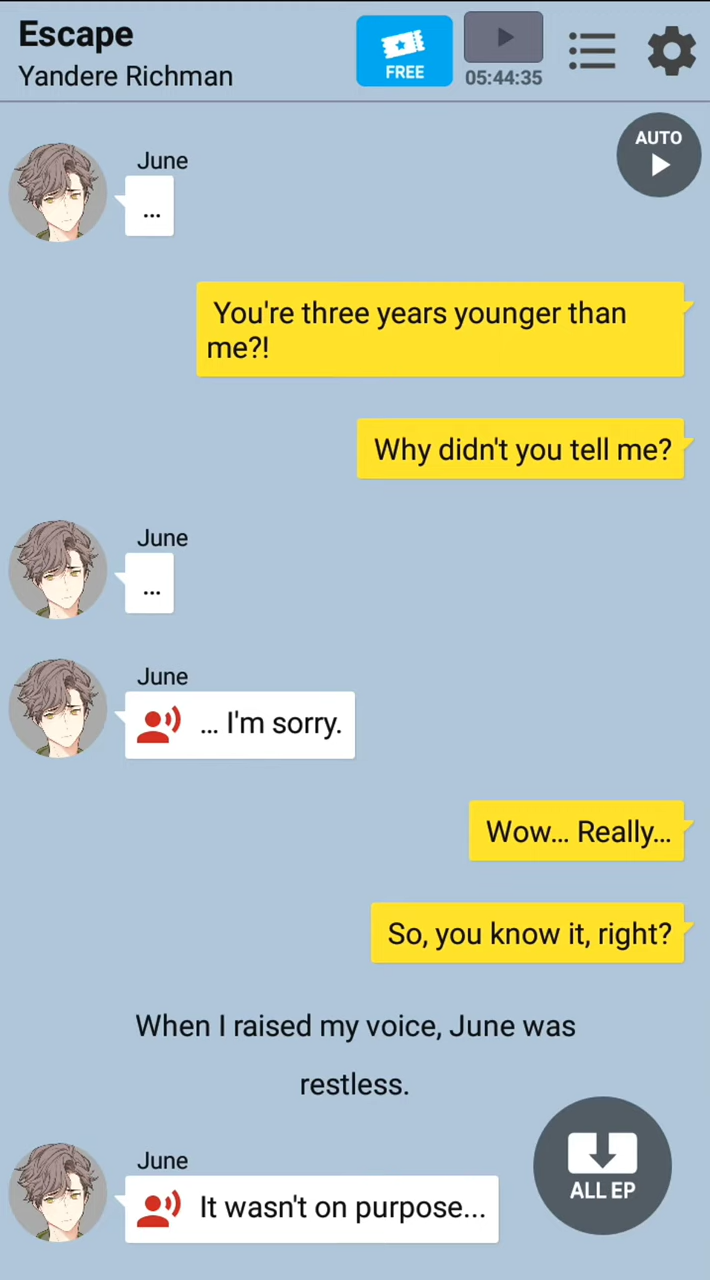 Escape
Yandere Richman
FREE
05:44:35
AUTO
June
...
You're three years younger than
me?!
Why didn't you tell me?
June
...
June
... I'm sorry.
Wow... Really...
So, you know it, right?
When I raised my voice, June was
restless.
June
It wasn't on purpose...
ALL EP